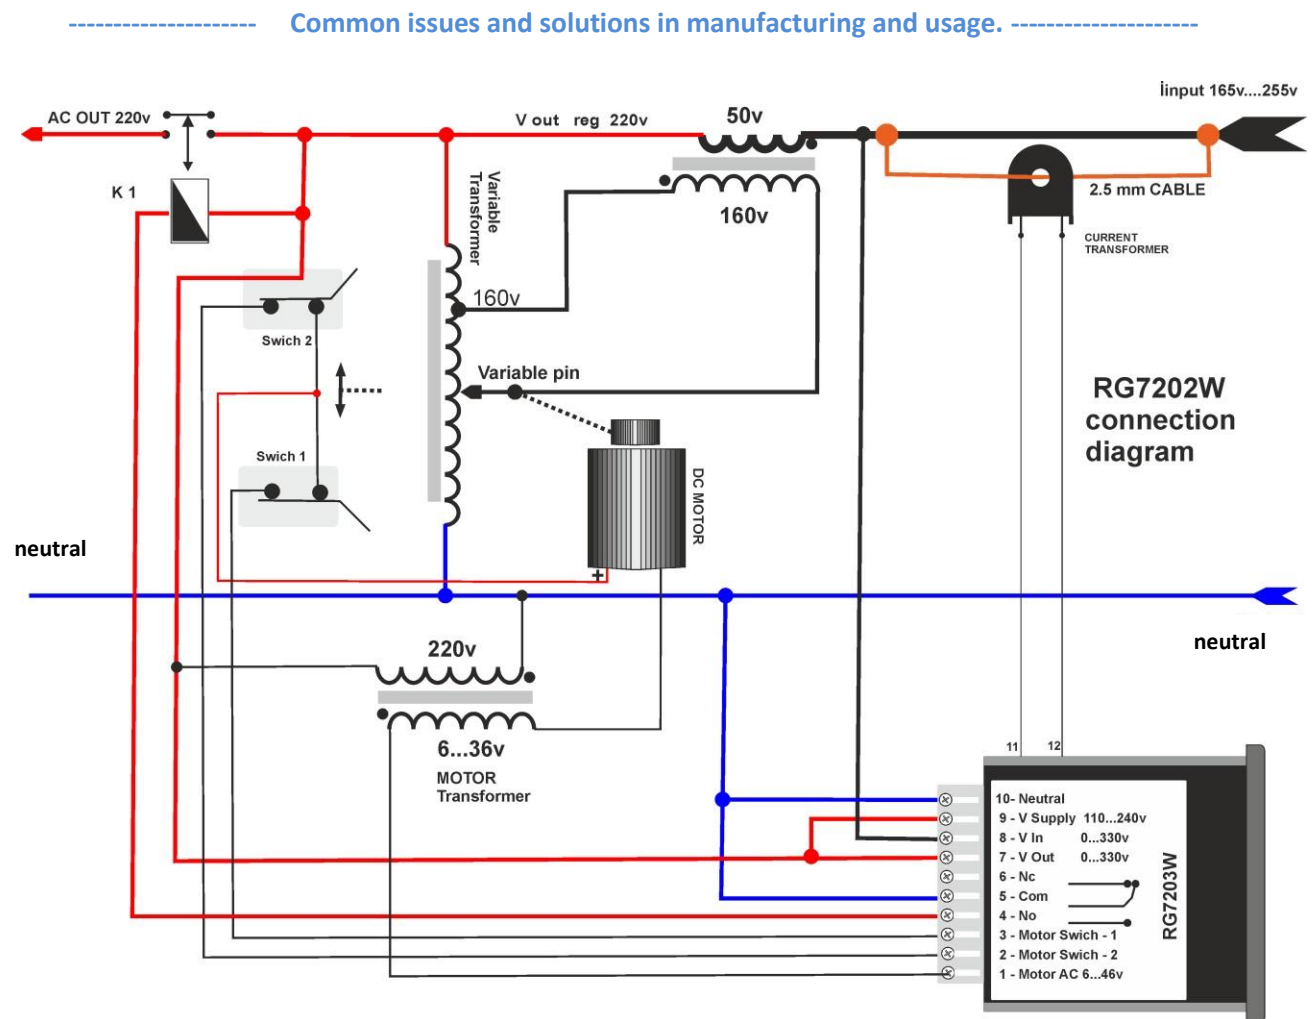 -------------------- Common issues and solutions in manufacturing and usage. --------------------
İinput 165v....255v
AC OUT 220v
V out reg 220v
50v
K 1
Variable
Transformer
160v
2.5 mm CABLE
CURRENT
TRANSFORMER
160v
Swich 2
Variable pin
RG7202W
connection
diagram
Swich 1
DC MOTOR
+
neutral
neutral
220v
6...36v
MOTOR
Transformer
11 12
10- Neutral
9 - V Supply 110...240v
8 - V In 0...330v
7 - V Out 0...330v
6 - Nc
5 - Com
4 - No
3 - Motor Swich - 1
2 - Motor Swich - 2
1 - Motor AC 6...46v
RG7203W